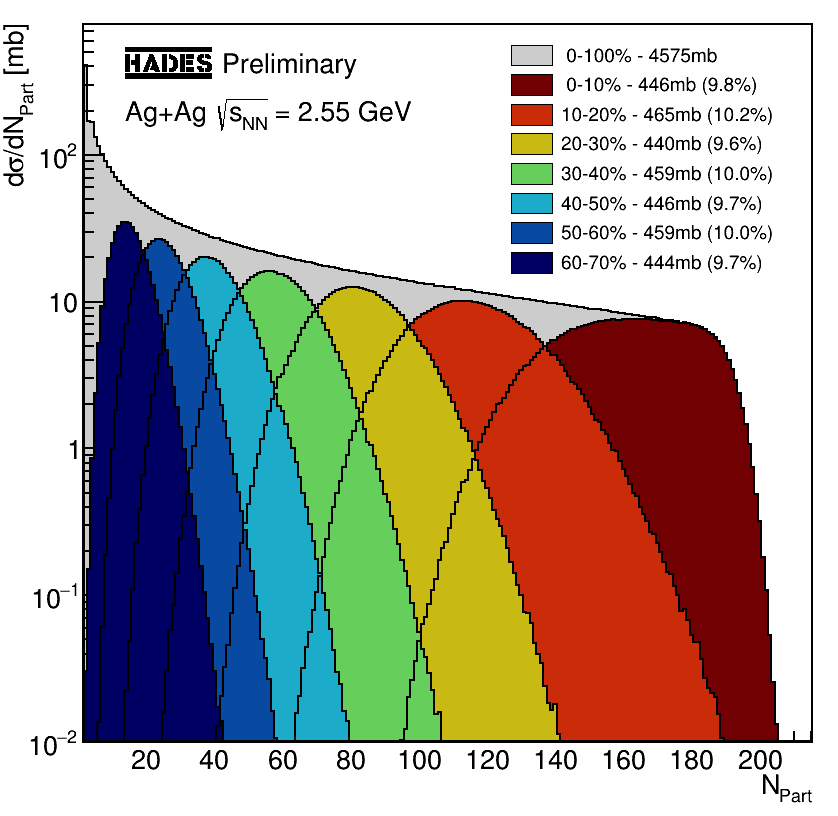 dσ/dN_Part [mb]
HADES Preliminary
Ag+Ag √s_NN = 2.55 GeV
0-100% - 4575mb
0-10% - 446mb (9.8%)
10-20% - 465mb (10.2%)
20-30% - 440mb (9.6%)
30-40% - 459mb (10.0%)
40-50% - 446mb (9.7%)
50-60% - 459mb (10.0%)
60-70% - 444mb (9.7%)
10²
10
1
10⁻¹
10⁻²
20 40 60 80 100 120 140 160 180 200
N_Part